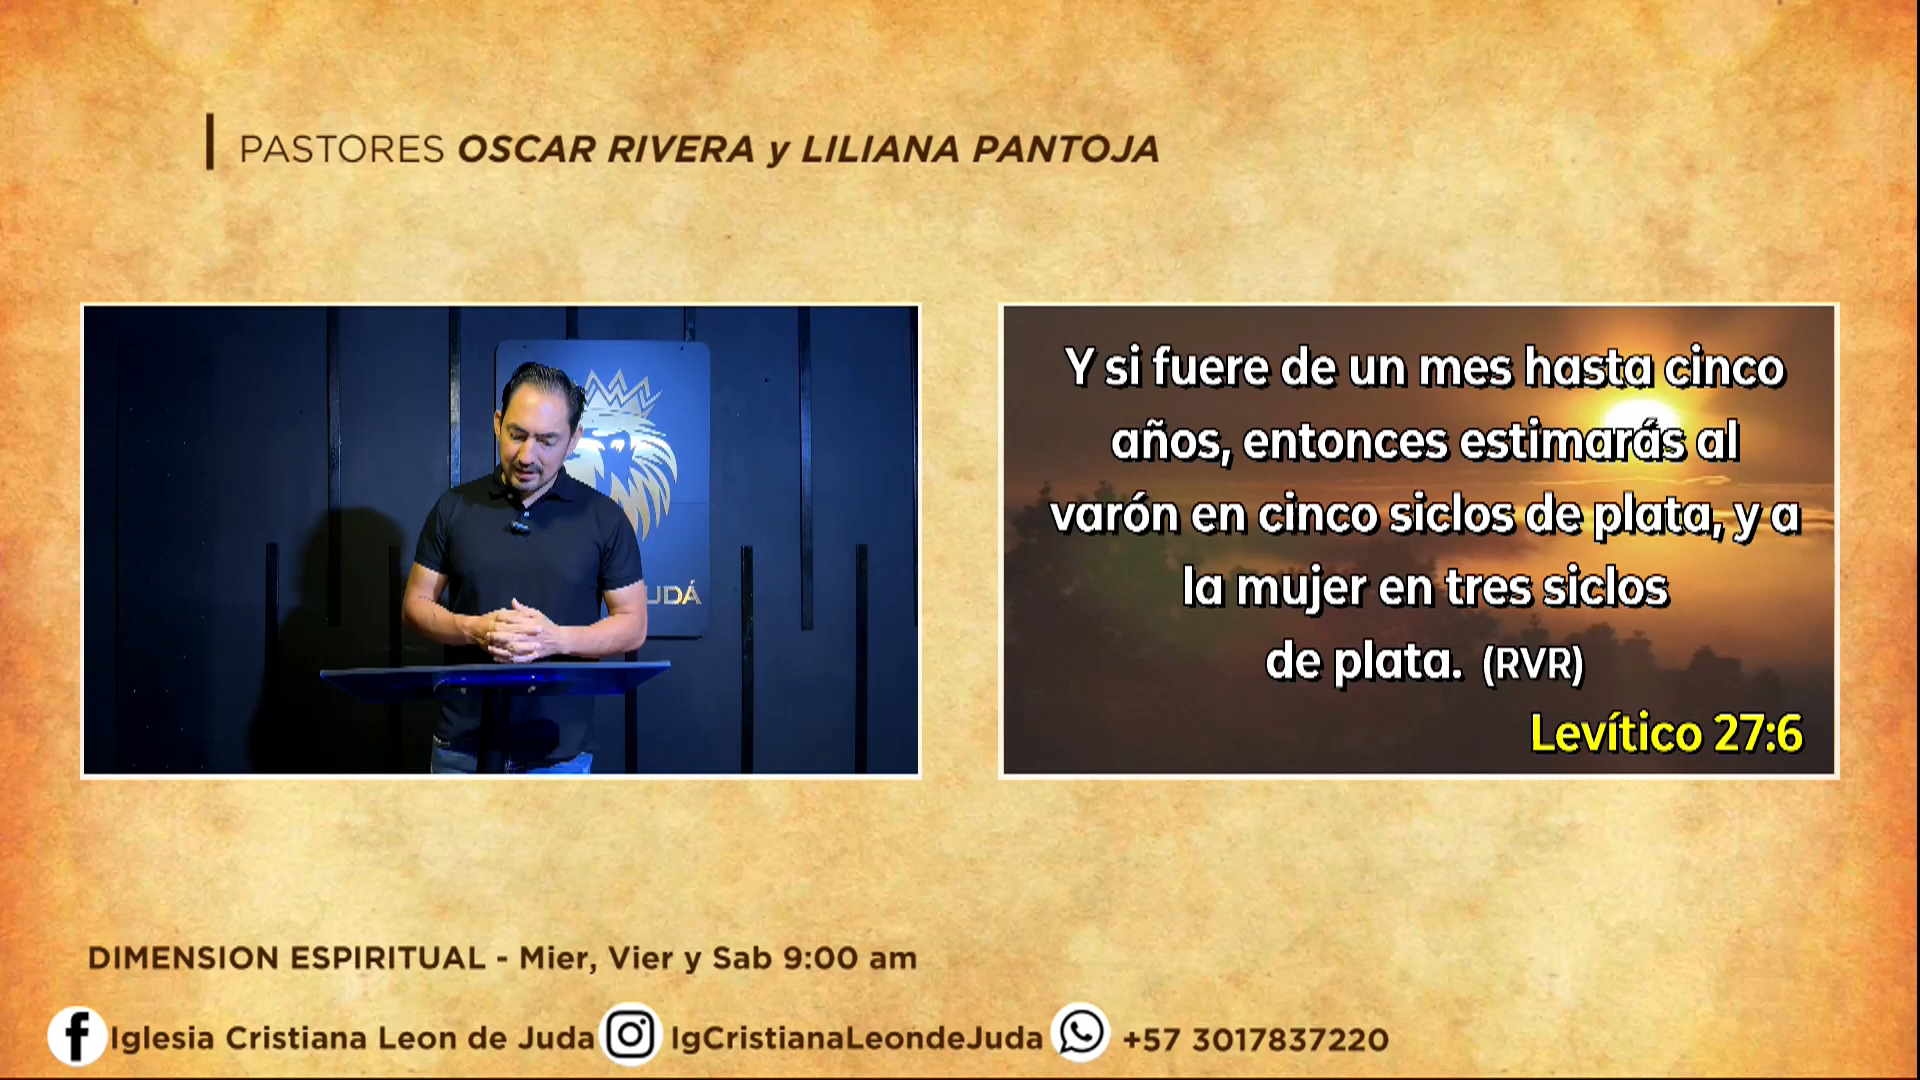 PASTORES OSCAR RIVERA y LILIANA PANTOJA
UDÁ
Y si fuere de un mes hasta cinco
años, entonces estimarás al
varón en cinco siclos de plata, y a
la mujer en tres siclos
de plata. (RVR)
Levítico 27:6
DIMENSION ESPIRITUAL - Mier, Vier y Sab 9:00 am
Iglesia Cristiana Leon de Juda IgCristianaLeondeJuda +57 3017837220